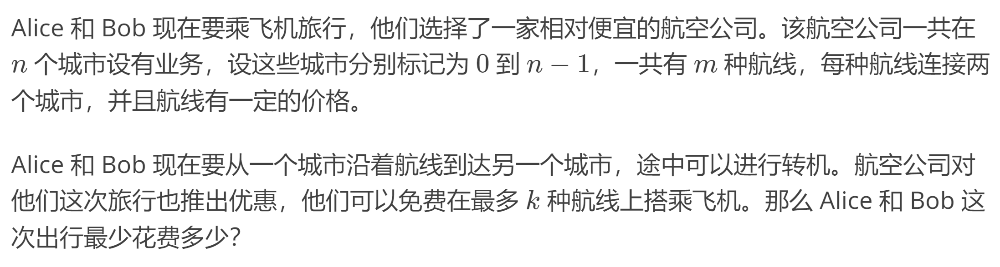 Alice 和 Bob 现在要乘飞机旅行，他们选择了一家相对便宜的航空公司。该航空公司一共在
n 个城市设有业务，设这些城市分别标记为 0 到 n − 1，一共有 m 种航线，每种航线连接两
个城市，并且航线有一定的价格。
Alice 和 Bob 现在要从一个城市沿着航线到达另一个城市，途中可以进行转机。航空公司对
他们这次旅行也推出优惠，他们可以免费在最多 k 种航线上搭乘飞机。那么 Alice 和 Bob 这
次出行最少花费多少？